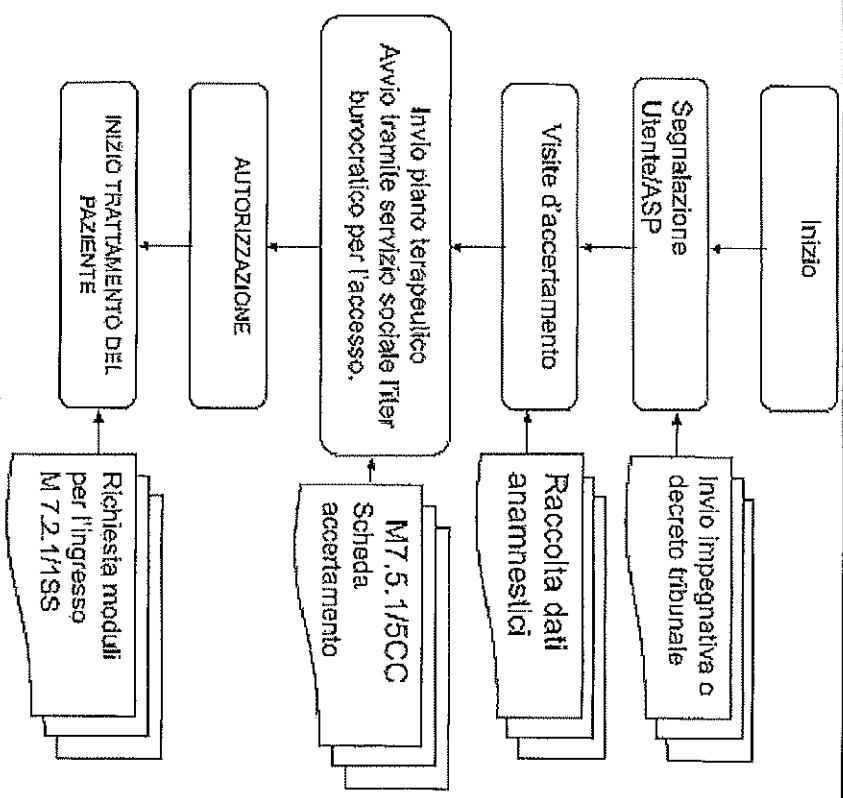 Inizio
Segnalazione
Utente/ASP
Invio impegnativa o
decreto tribunale
Visite d'accertamento
Raccolta dati
anamnestici
Invio piano terapeutico
Avvio tramite servizio sociale l'iter
burocratico per l'accesso.
M7.5.1/5CC
Scheda
accertamento
AUTORIZZAZIONE
INIZIO TRATTAMENTO DEL
PAZIENTE
Richiesta moduli
per l'ingresso
M 7.2.1/1SS